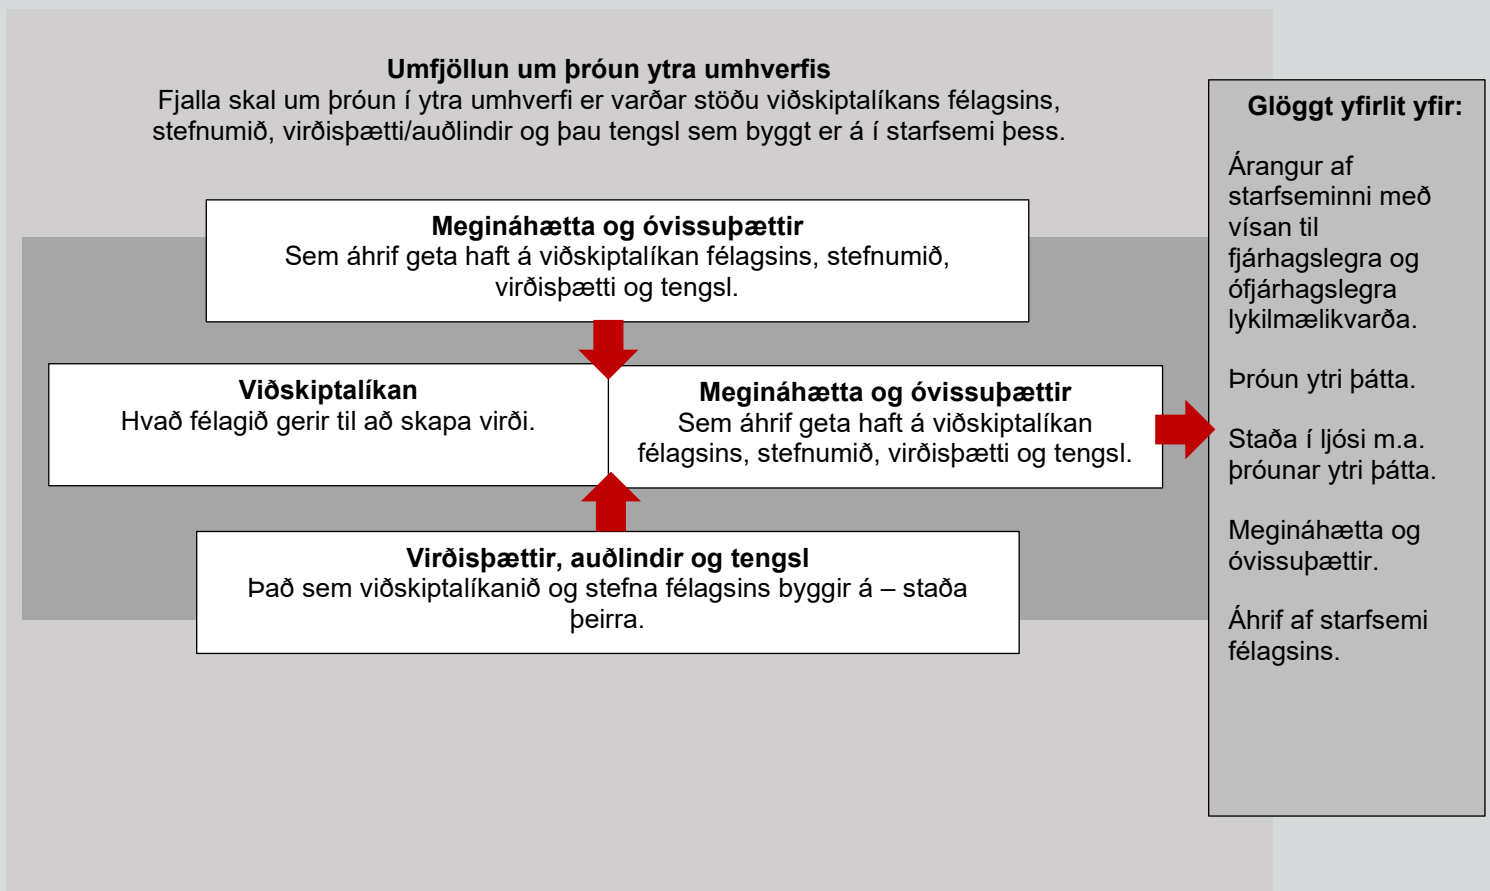 Umfjöllun um þróun ytra umhverfis
Fjalla skal um þróun í ytra umhverfi er varðar stöðu viðskiptalíkans félagsins,
stefnumið, virðisþætti/auðlindir og þau tengsl sem byggt er á í starfsemi þess.
Megináhætta og óvissuþættir
Sem áhrif geta haft á viðskiptalíkan félagsins, stefnumið,
virðisþætti og tengsl.
Viðskiptalíkan
Hvað félagið gerir til að skapa virði.
Megináhætta og óvissuþættir
Sem áhrif geta haft á viðskiptalíkan
félagsins, stefnumið, virðisþætti og tengsl.
Virðisþættir, auðlindir og tengsl
Það sem viðskiptalíkanið og stefna félagsins byggir á – staða
þeirra.
Glöggt yfirlit yfir:
Árangur af
starfseminni með
vísan til
fjárhagslegra og
ófjárhagslegra
lykilmælikvarða.
Þróun ytri þátta.
Staða í ljósi m.a.
þróunar ytri þátta.
Megináhætta og
óvissuþættir.
Áhrif af starfsemi
félagsins.